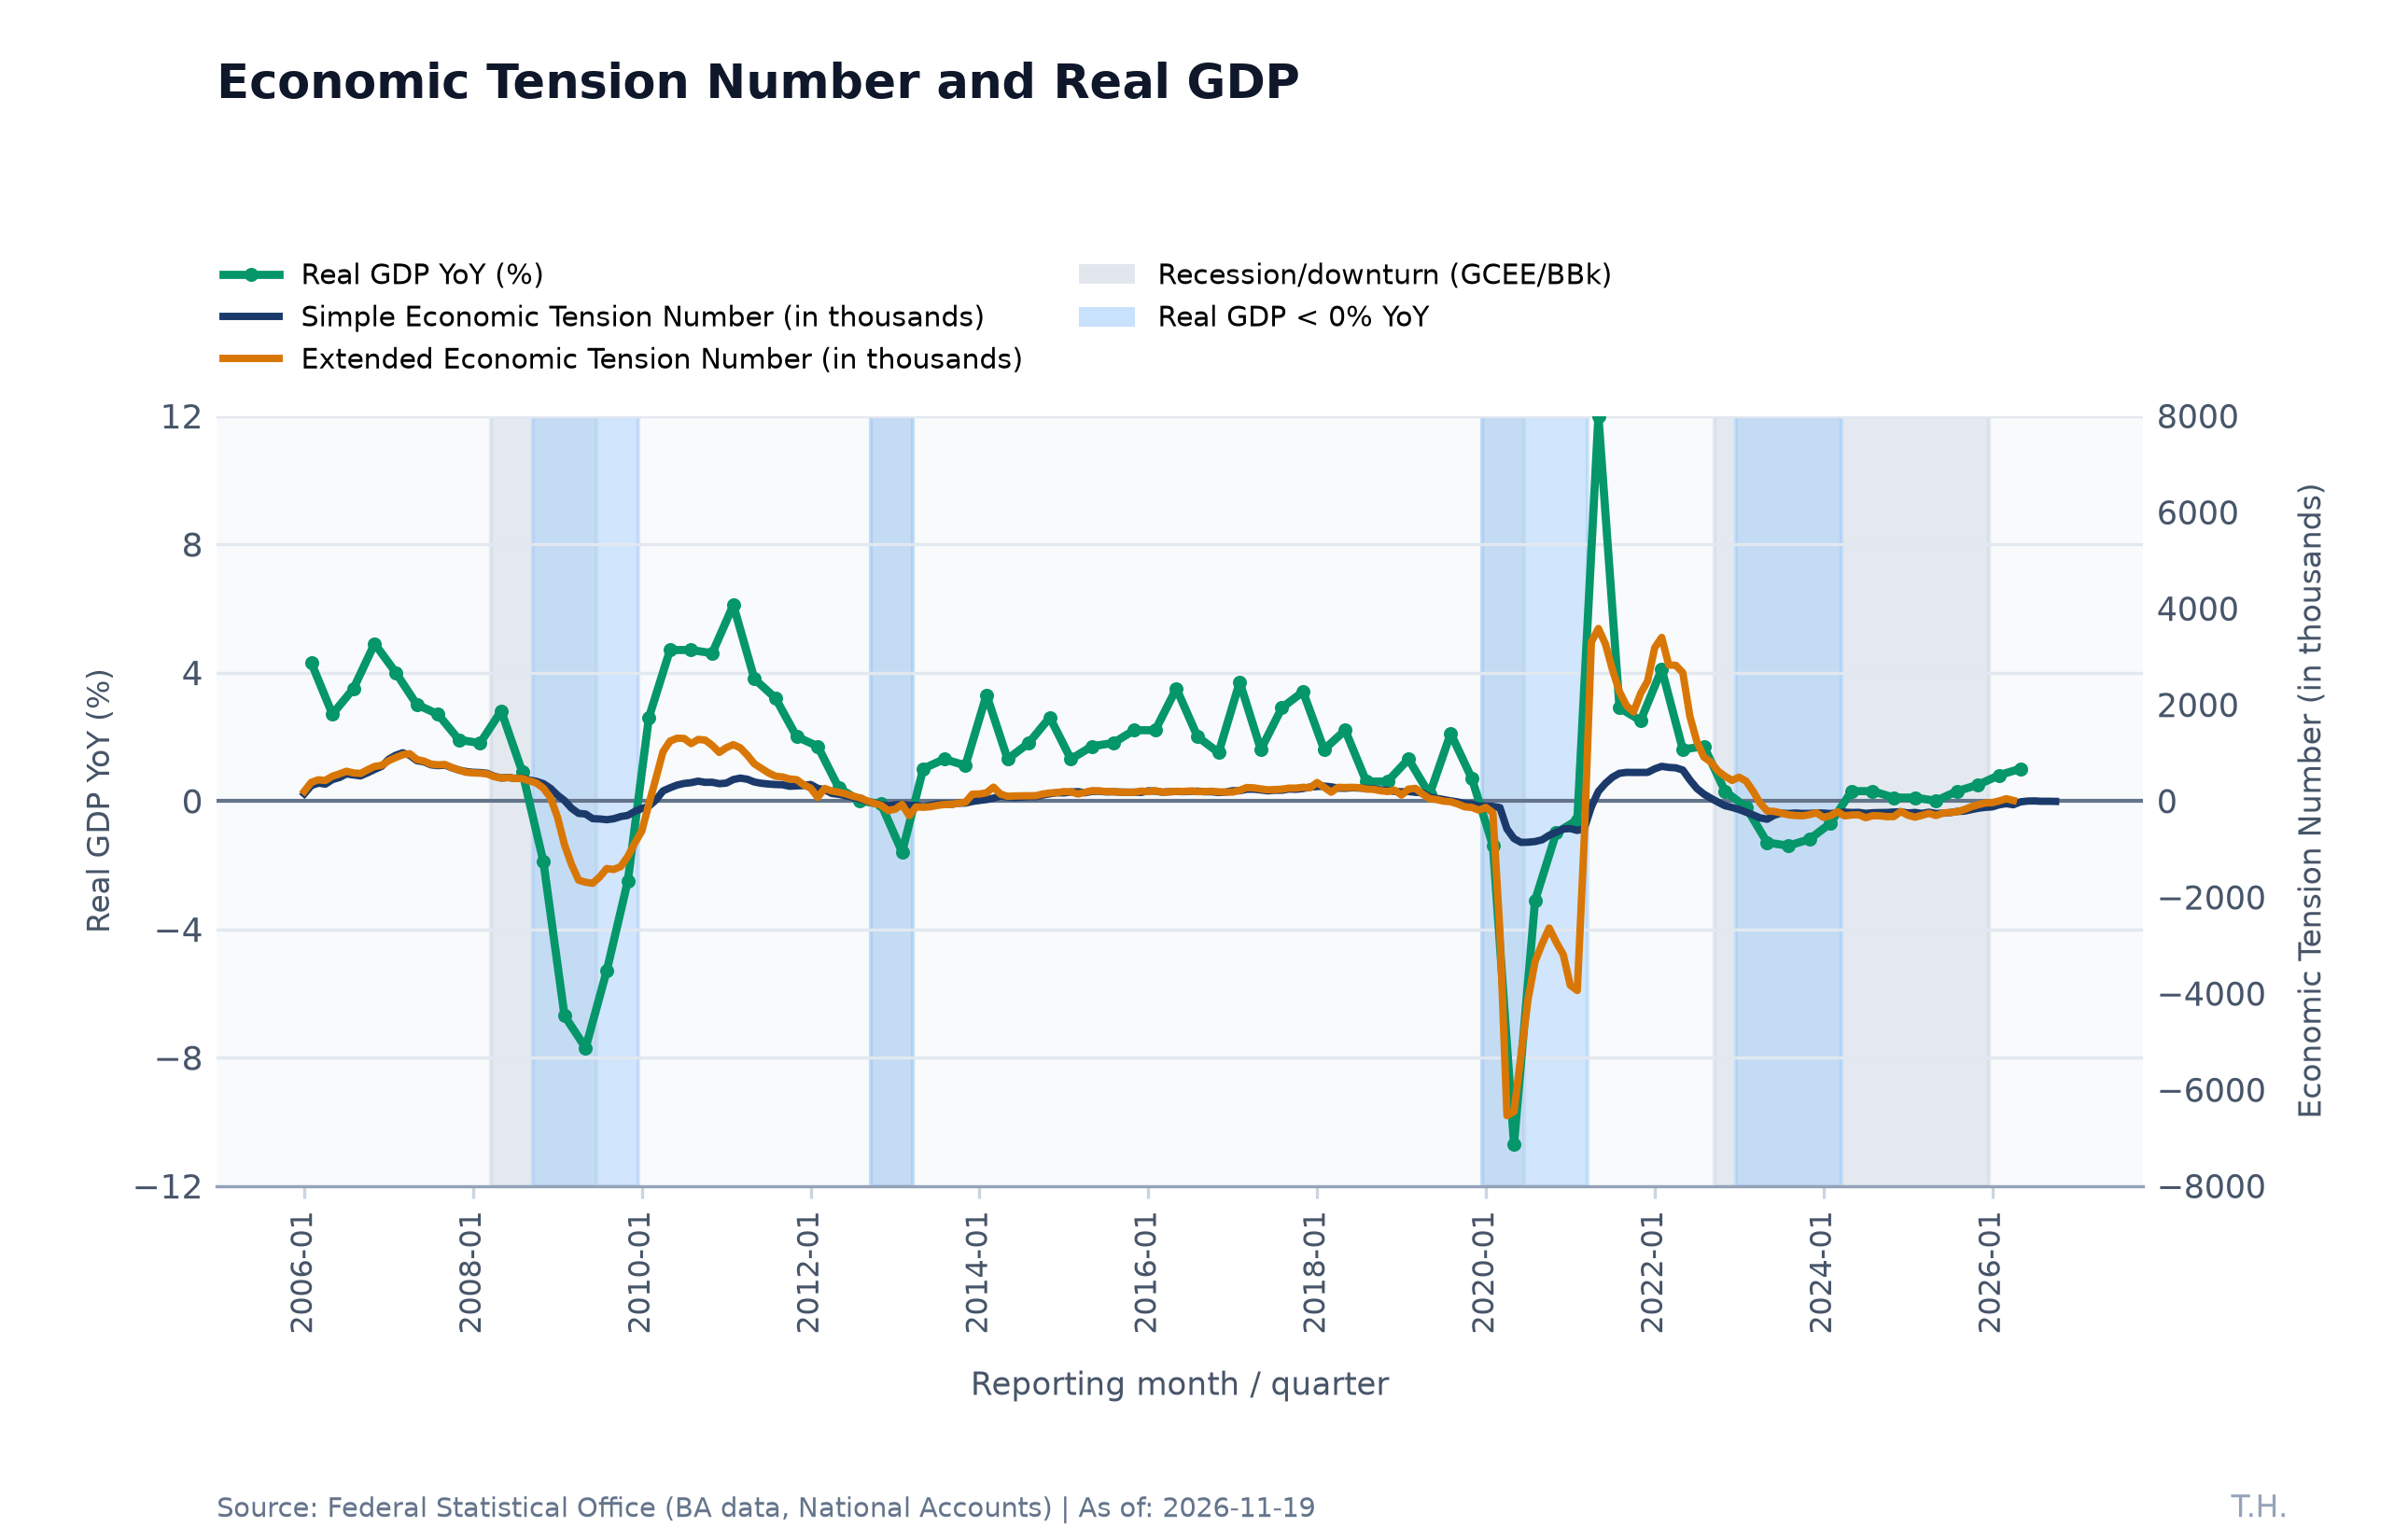 Economic Tension Number and Real GDP
Real GDP YoY (%)
Simple Economic Tension Number (in thousands)
Extended Economic Tension Number (in thousands)
Recession/downturn (GCEE/BBk)
Real GDP < 0% YoY
12
8
4
0
−4
−8
−12
Real GDP YoY (%)
8000
6000
4000
2000
0
−2000
−4000
−6000
−8000
Economic Tension Number (in thousands)
2006-01
2008-01
2010-01
2012-01
2014-01
2016-01
2018-01
2020-01
2022-01
2024-01
2026-01
Reporting month / quarter
Source: Federal Statistical Office (BA data, National Accounts) | As of: 2026-11-19
T.H.